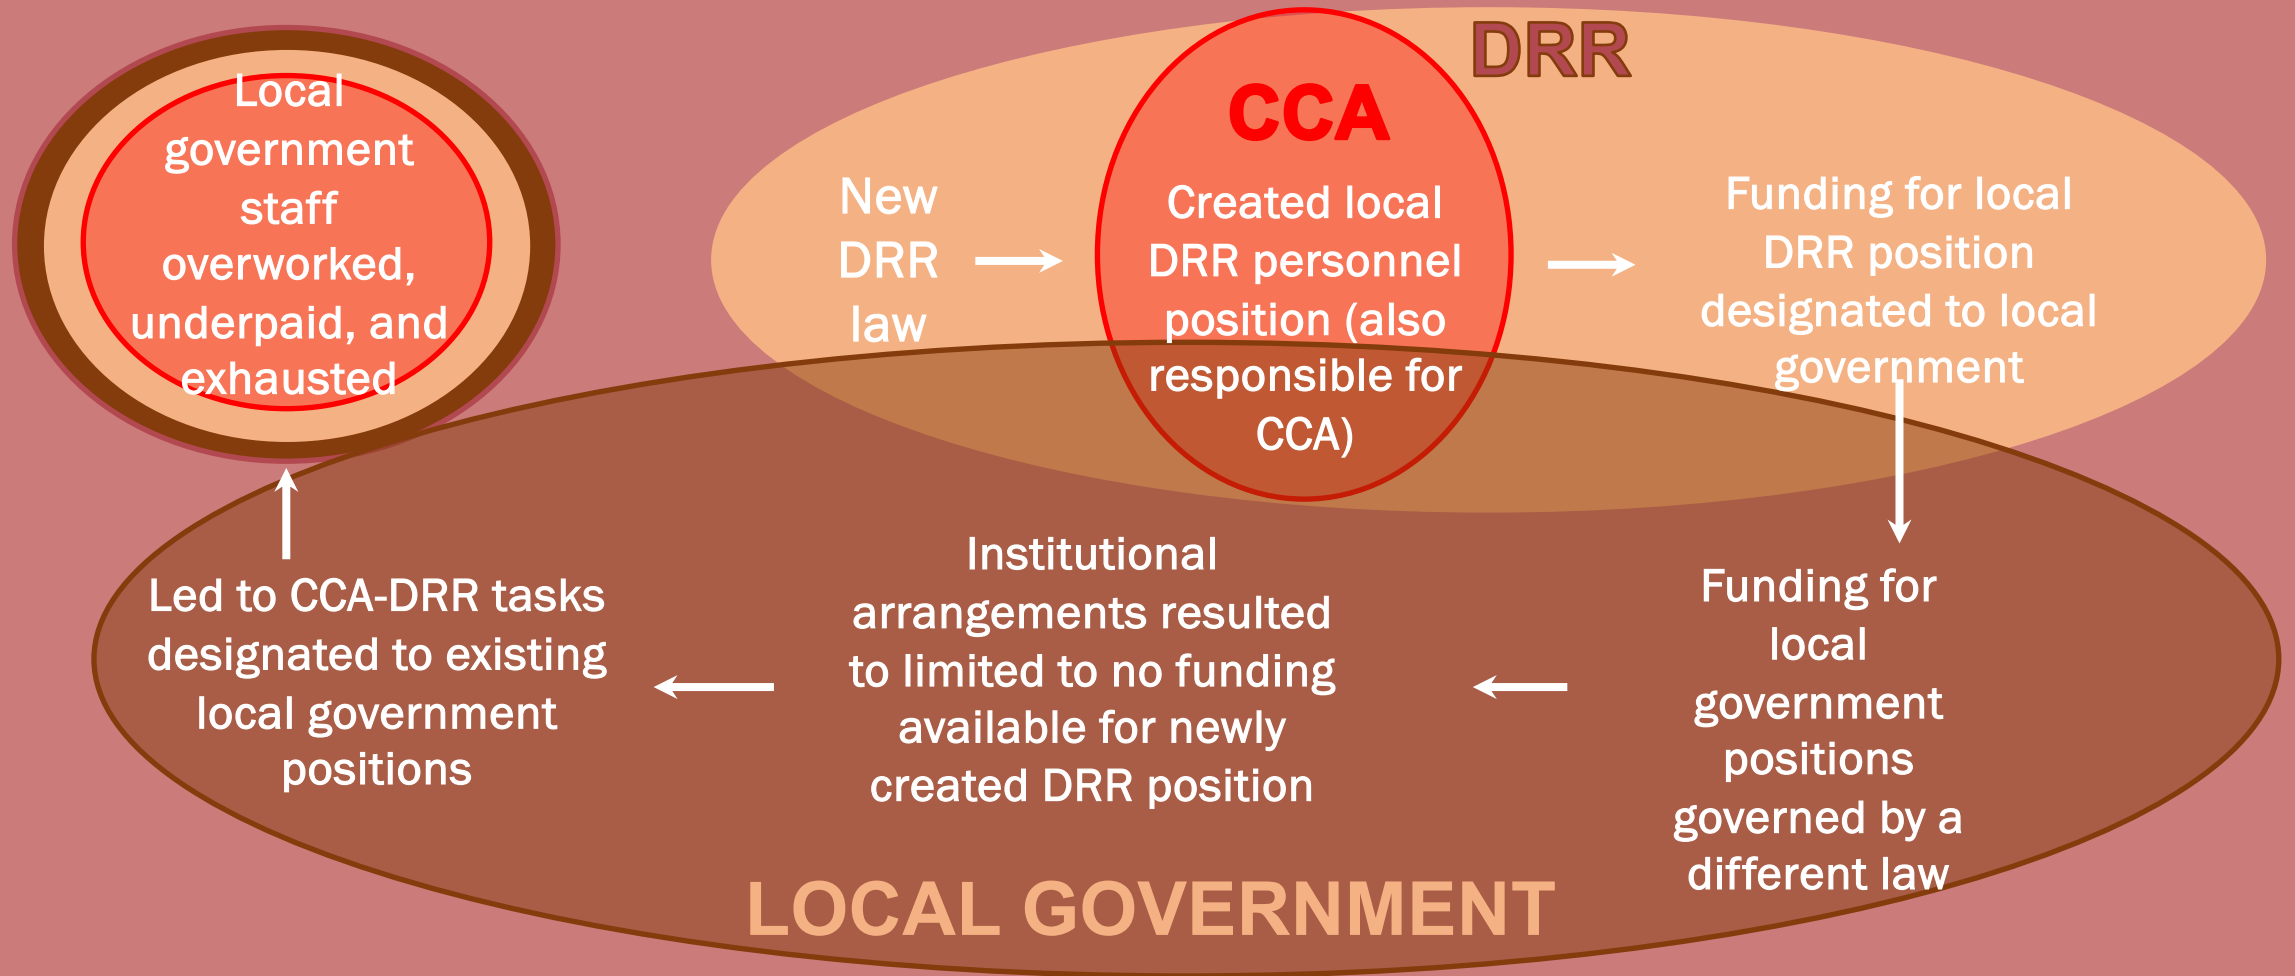 DRR
CCA
New
DRR
law
Created local
DRR personnel
position (also
responsible for
CCA)
Funding for local
DRR position
designated to local
government
Funding for
local
government
positions
governed by a
different law
Institutional
arrangements resulted
to limited to no funding
available for newly
created DRR position
Led to CCA-DRR tasks
designated to existing
local government
positions
Local
government
staff
overworked,
underpaid, and
exhausted
LOCAL GOVERNMENT